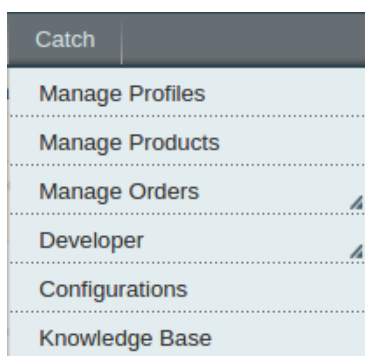 Catch
Manage Profiles
Manage Products
Manage Orders
Developer
Configurations
Knowledge Base